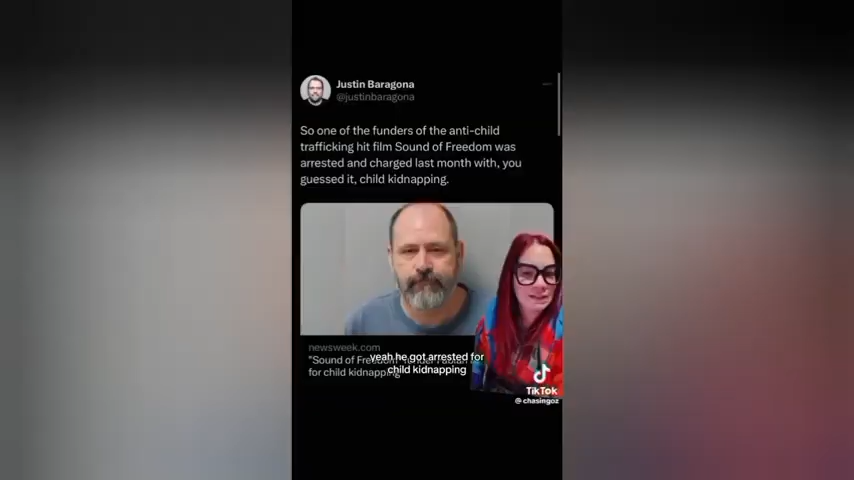 Justin Baragona
@justinbaragona
So one of the funders of the anti-child
trafficking hit film Sound of Freedom was
arrested and charged last month with, you
guessed it, child kidnapping.
newsweek.com
"Sound of Freedom"
for child kidnapping
yeah he got arrested for
child kidnapping
TikTok
@chasingoz